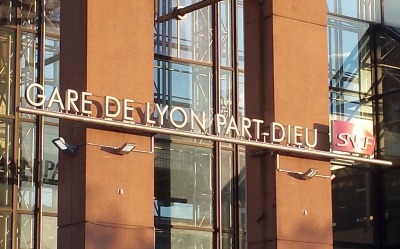 GARE DE LYON PART-DIEU
SNCF